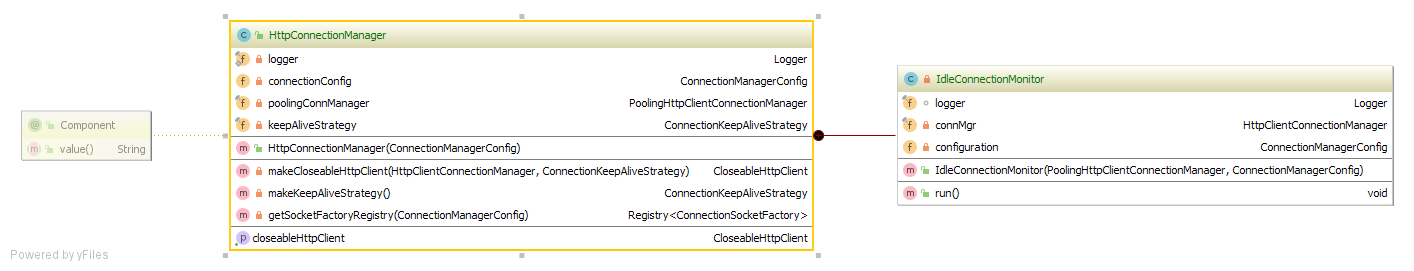 @ Component
m value() String
C HttpConnectionManager
f logger Logger
f connectionConfig ConnectionManagerConfig
f poolingConnManager PoolingHttpClientConnectionManager
f keepAliveStrategy ConnectionKeepAliveStrategy
m HttpConnectionManager(ConnectionManagerConfig)
m makeCloseableHttpClient(HttpClientConnectionManager, ConnectionKeepAliveStrategy) CloseableHttpClient
m makeKeepAliveStrategy() ConnectionKeepAliveStrategy
m getSocketFactoryRegistry(ConnectionManagerConfig) Registry<ConnectionSocketFactory>
p closeableHttpClient CloseableHttpClient
C IdleConnectionMonitor
f logger Logger
f connMgr HttpClientConnectionManager
f configuration ConnectionManagerConfig
m IdleConnectionMonitor(PoolingHttpClientConnectionManager, ConnectionManagerConfig)
m run() void
Powered by yFiles